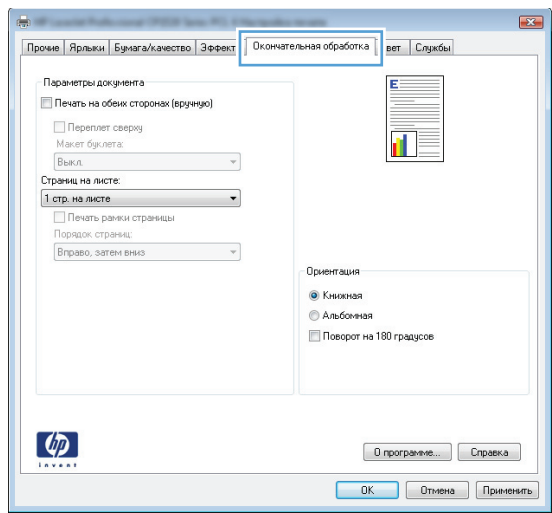 Прочие Ярлыки Бумага/качество Эффект Окончательная обработка вет Службы
Параметры документа
Печать на обеих сторонах (вручную)
Переплет сверху
Макет буклета:
Выкл.
Страниц на листе:
1 стр. на листе
Печать рамки страницы
Порядок страниц:
Вправо, затем вниз
E
Ориентация
Книжная
Альбомная
Поворот на 180 градусов
hp
invent
О программе... Справка
OK Отмена Применить